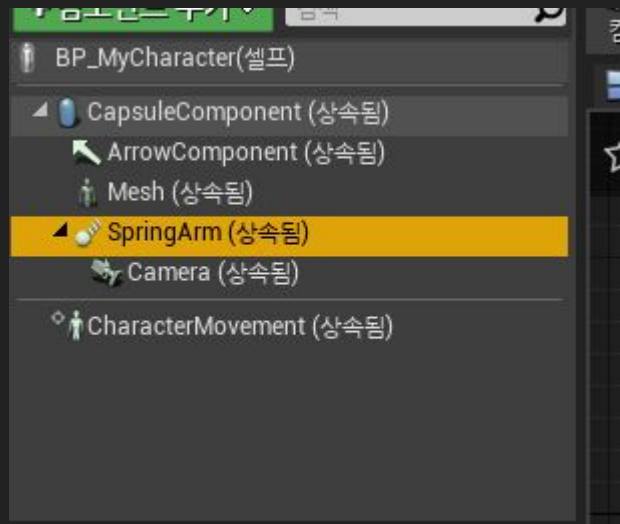 BP_MyCharacter(셀프)
CapsuleComponent (상속됨)
ArrowComponent (상속됨)
Mesh (상속됨)
SpringArm (상속됨)
Camera (상속됨)
CharacterMovement (상속됨)